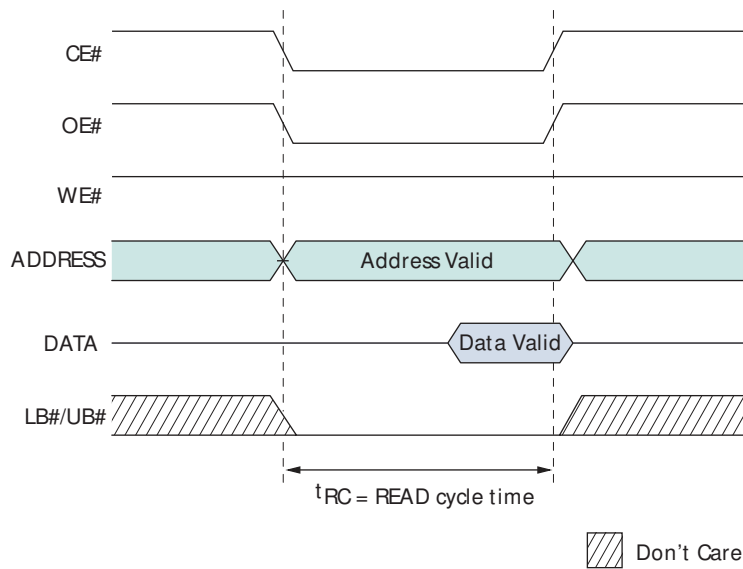 CE#
OE#
WE#
ADDRESS
Address Valid
DATA
Data Valid
LB#/UB#
tRC = READ cycle time
Don't Care